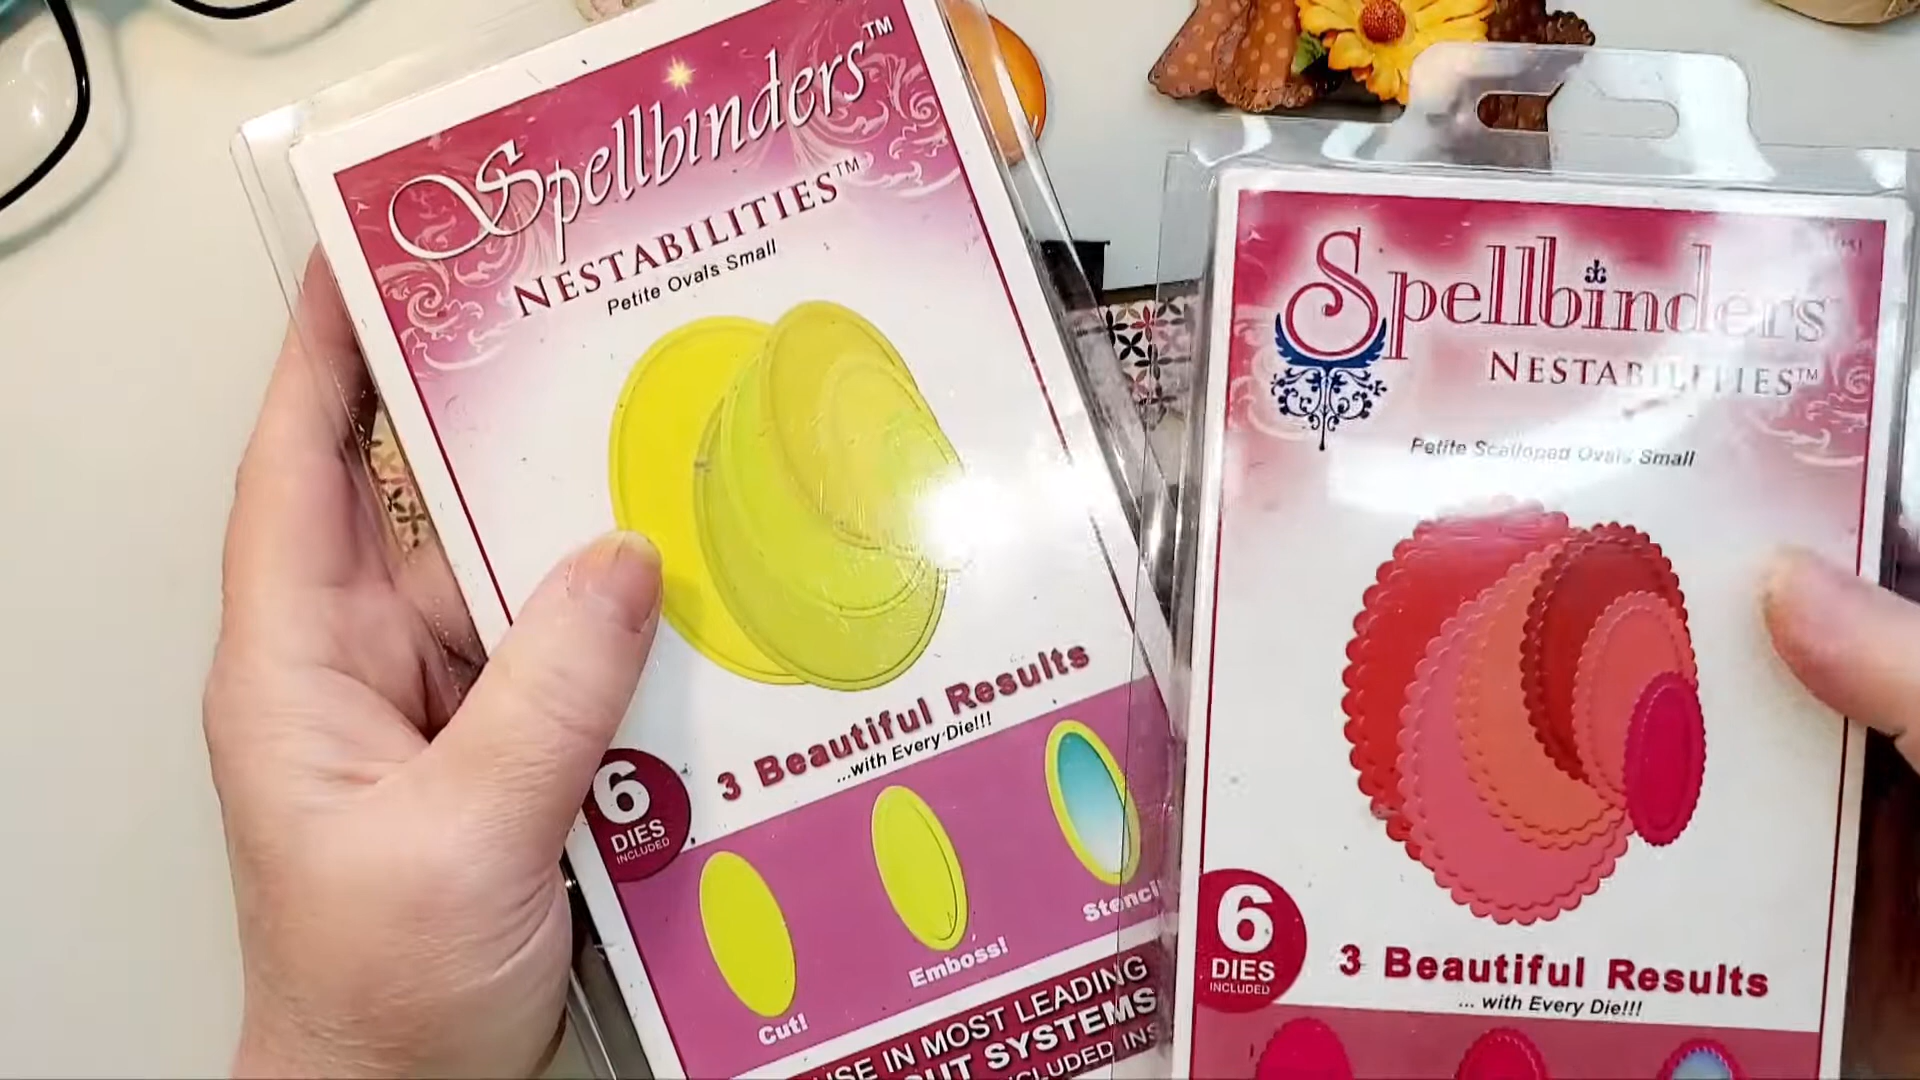 Spellbinders™
NESTABILITIES™
Petite Ovals Small
3 Beautiful Results
...with Every Die!!!
6
DIES
INCLUDED
Cut!
Emboss!
Stencil
USE IN MOST LEADING
CUT SYSTEMS
INCLUDED INS
Spellbinders
NESTABILITIES™
Petite Scalloped Ovals Small
6
DIES
INCLUDED
3 Beautiful Results
... with Every Die!!!